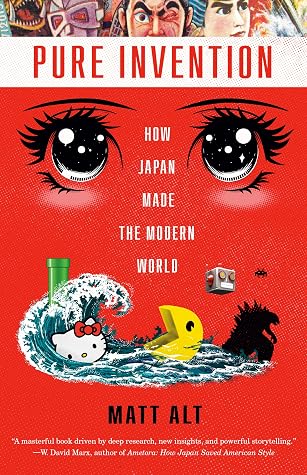 PURE INVENTION
HOW
JAPAN
MADE
THE MODERN
WORLD
MATT ALT
"A masterful book driven by deep research, new insights, and powerful storytelling."
—W. David Marx, author of Ametora: How Japan Saved American Style